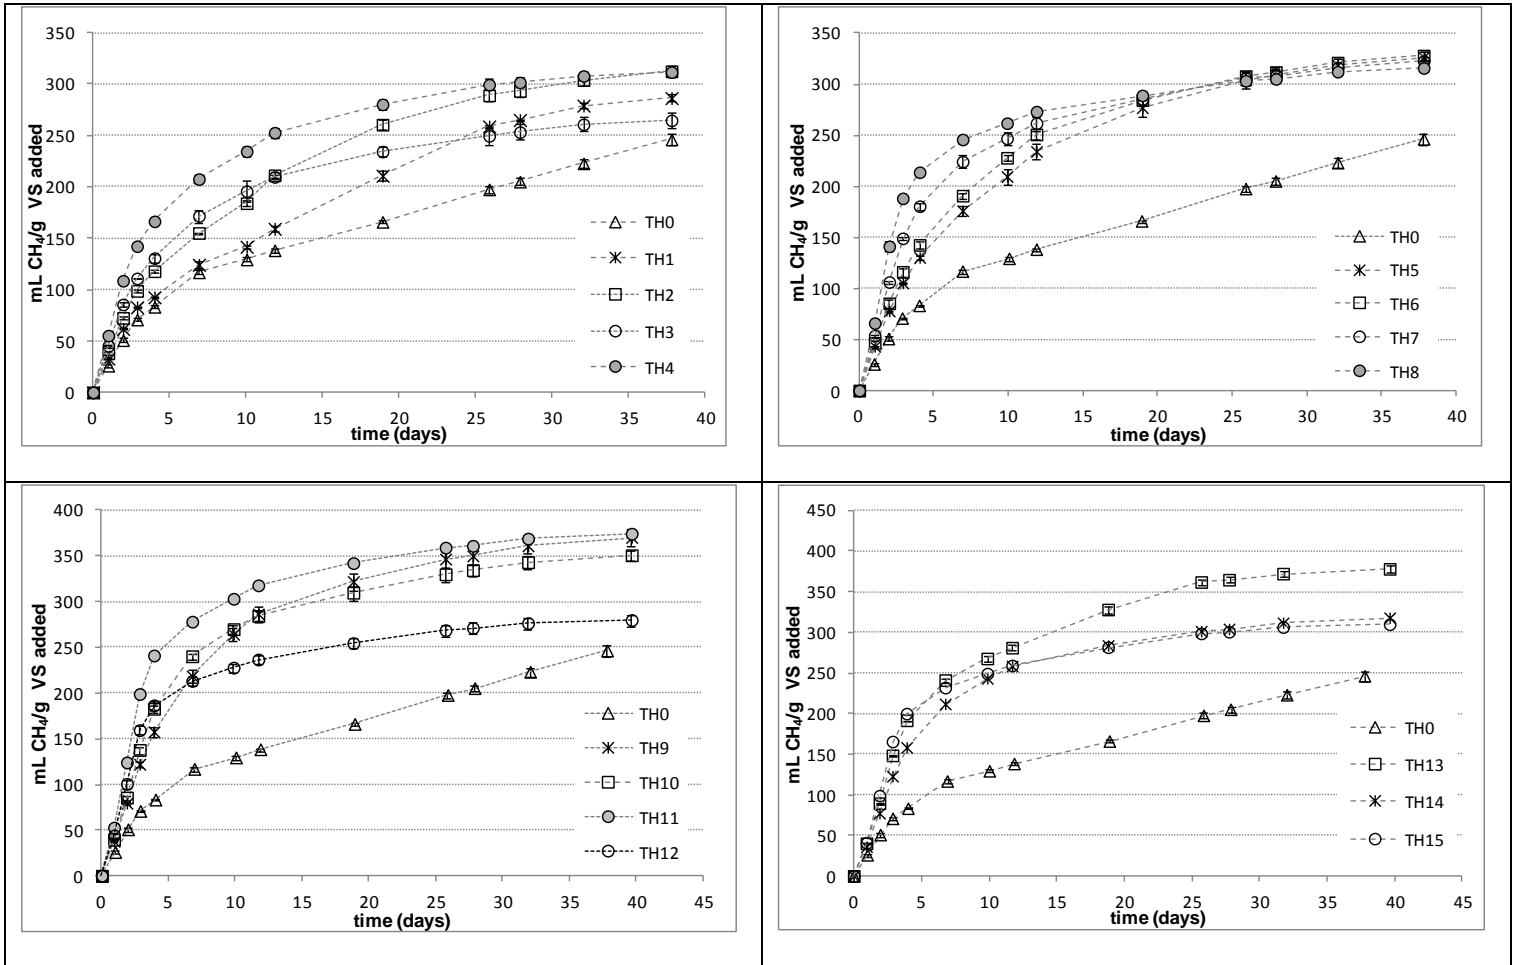 350
300
250
200
150
100
50
0
mL CH4/g VS added
TH0
TH1
TH2
TH3
TH4
0 5 10 15 20 25 30 35 40
time (days)
350
300
250
200
150
100
50
0
mL CH4/g VS added
TH0
TH5
TH6
TH7
TH8
0 5 10 15 20 25 30 35 40
time (days)
400
350
300
250
200
150
100
50
0
mL CH4/g VS added
TH0
TH9
TH10
TH11
TH12
0 5 10 15 20 25 30 35 40 45
time (days)
450
400
350
300
250
200
150
100
50
0
mL CH4/g VS added
TH0
TH13
TH14
TH15
0 5 10 15 20 25 30 35 40 45
time (days)